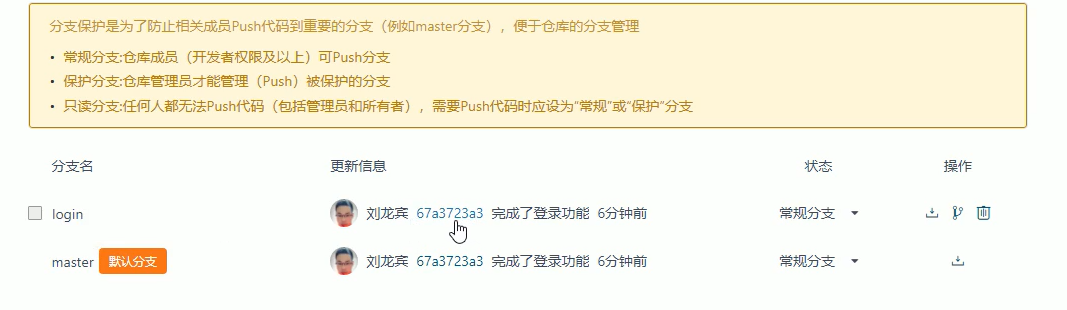 分支保护是为了防止相关成员Push代码到重要的分支（例如master分支），便于仓库的分支管理
• 常规分支:仓库成员（开发者权限及以上）可Push分支
• 保护分支:仓库管理员才能管理（Push）被保护的分支
• 只读分支:任何人都无法Push代码（包括管理员和所有者），需要Push代码时应设为“常规”或“保护”分支
分支名 更新信息 状态 操作
login 刘龙宾 67a3723a3 完成了登录功能 6分钟前 常规分支
master 默认分支 刘龙宾 67a3723a3 完成了登录功能 6分钟前 常规分支